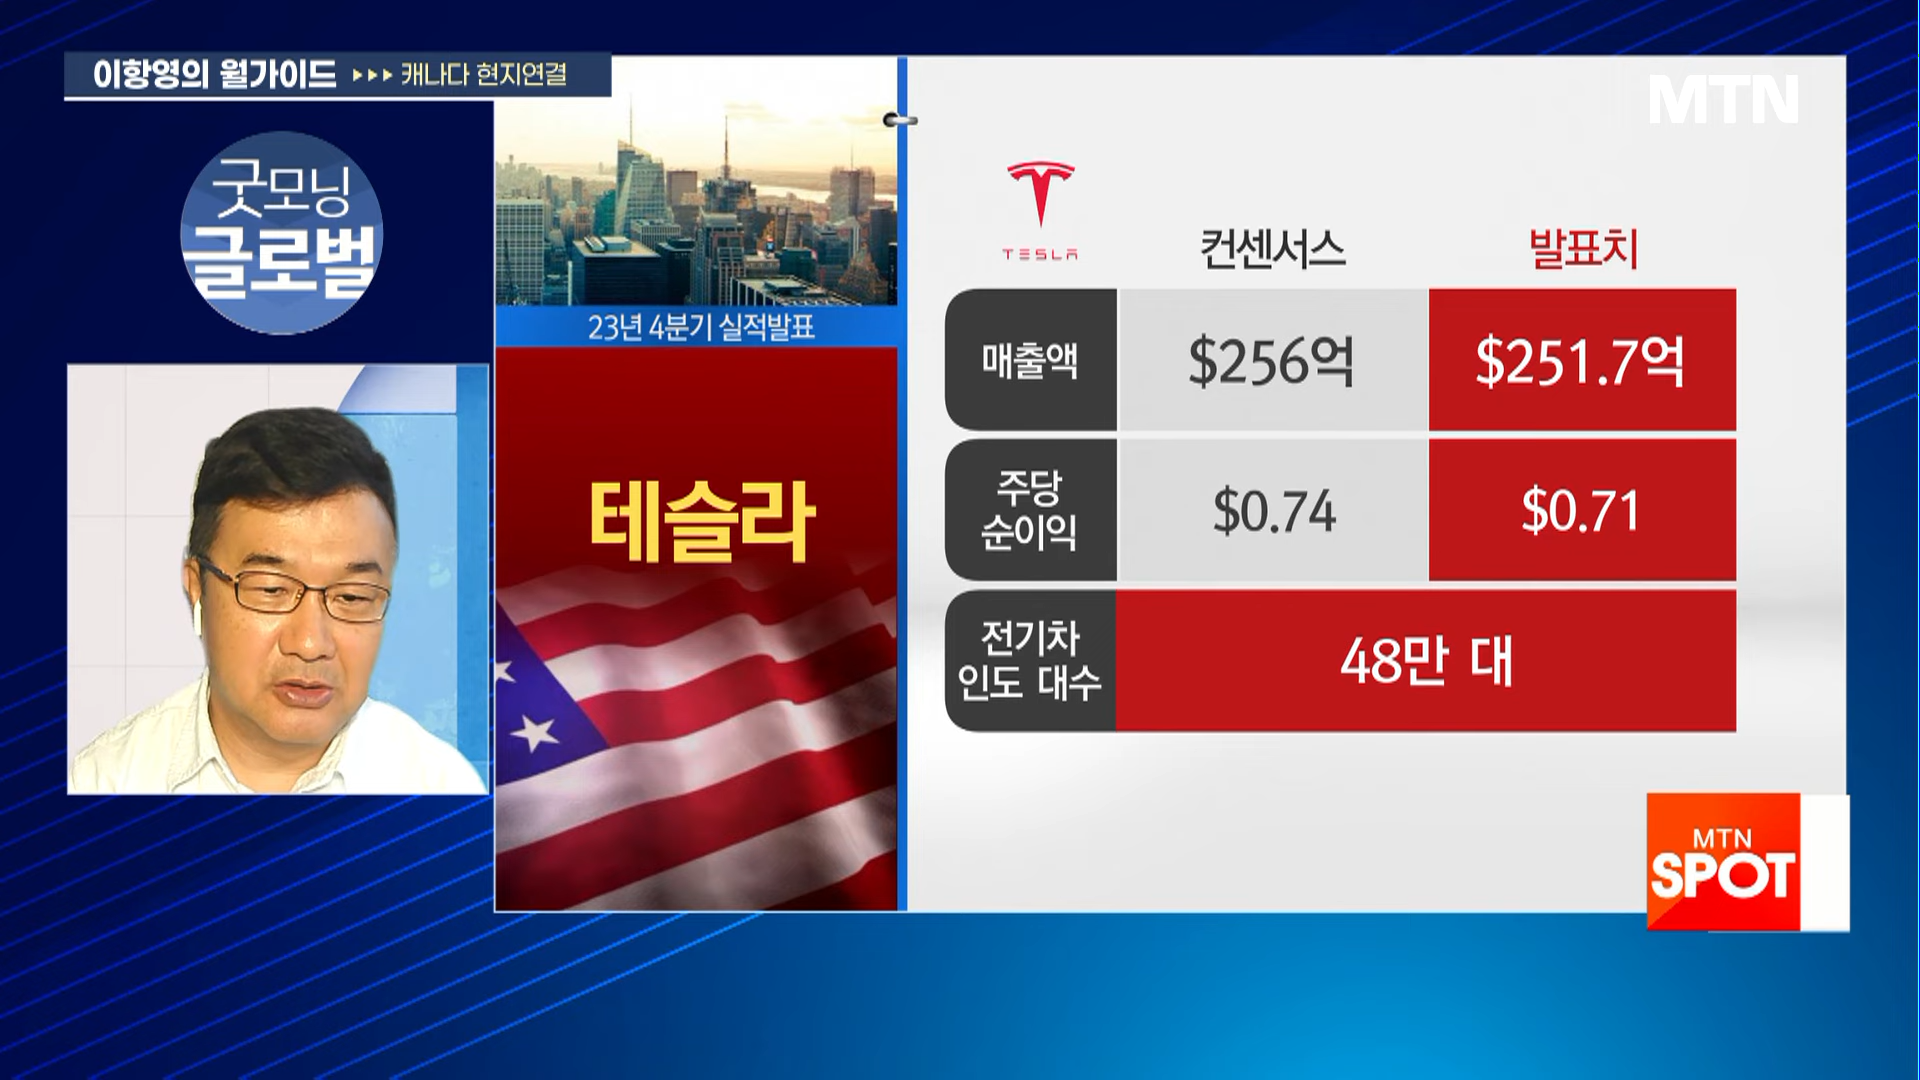 이항영의 월가이드 ▸▸▸ 캐나다 현지연결
MTN
굿모닝
글로벌
23년 4분기 실적발표
테슬라
TESLA
컨센서스 발표치
매출액 $256억 $251.7억
주당
순이익 $0.74 $0.71
전기차
인도 대수 48만 대
MTN
SPOT